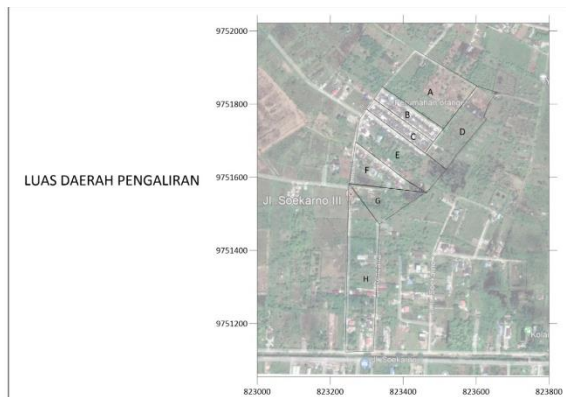 LUAS DAERAH PENGALIRAN
9752000
9751800
9751600
9751400
9751200
823000
823200
823400
823600
823800
A
B
C
D
E
F
G
H
Jl. Soekarno III